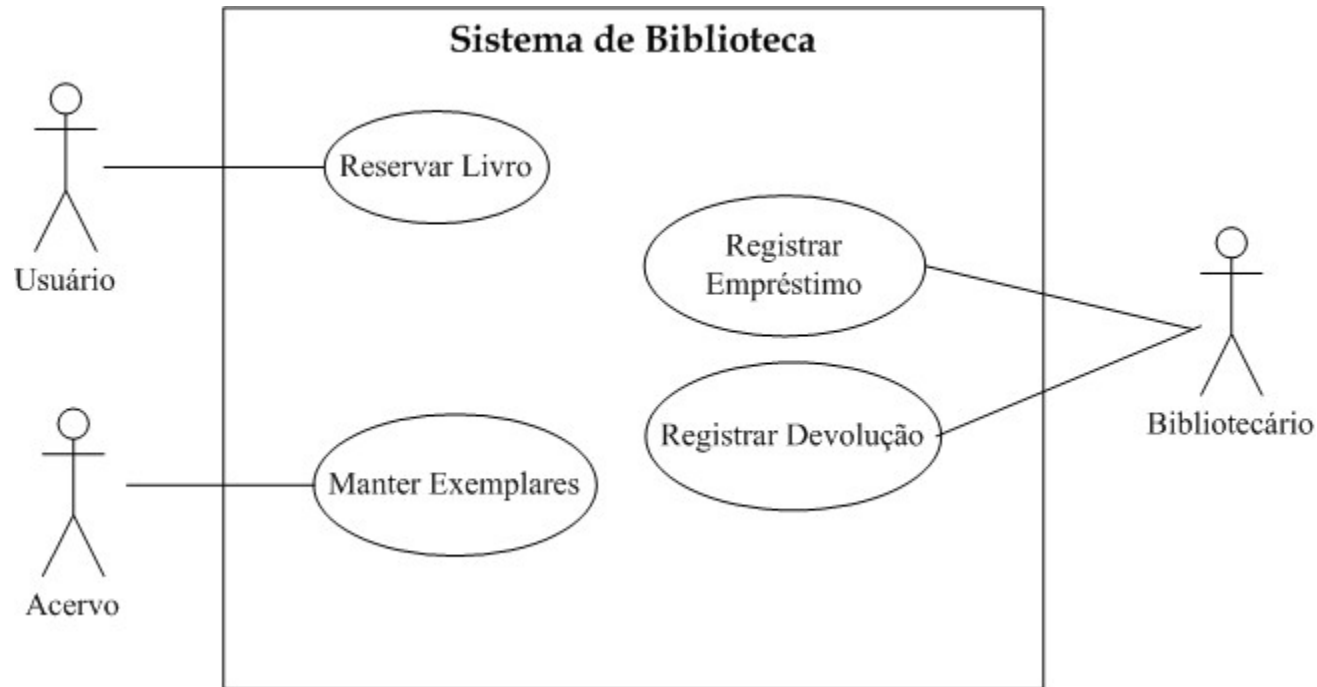 Sistema de Biblioteca
Reservar Livro
Usuário
Registrar
Empréstimo
Bibliotecário
Registrar Devolução
Manter Exemplares
Acervo